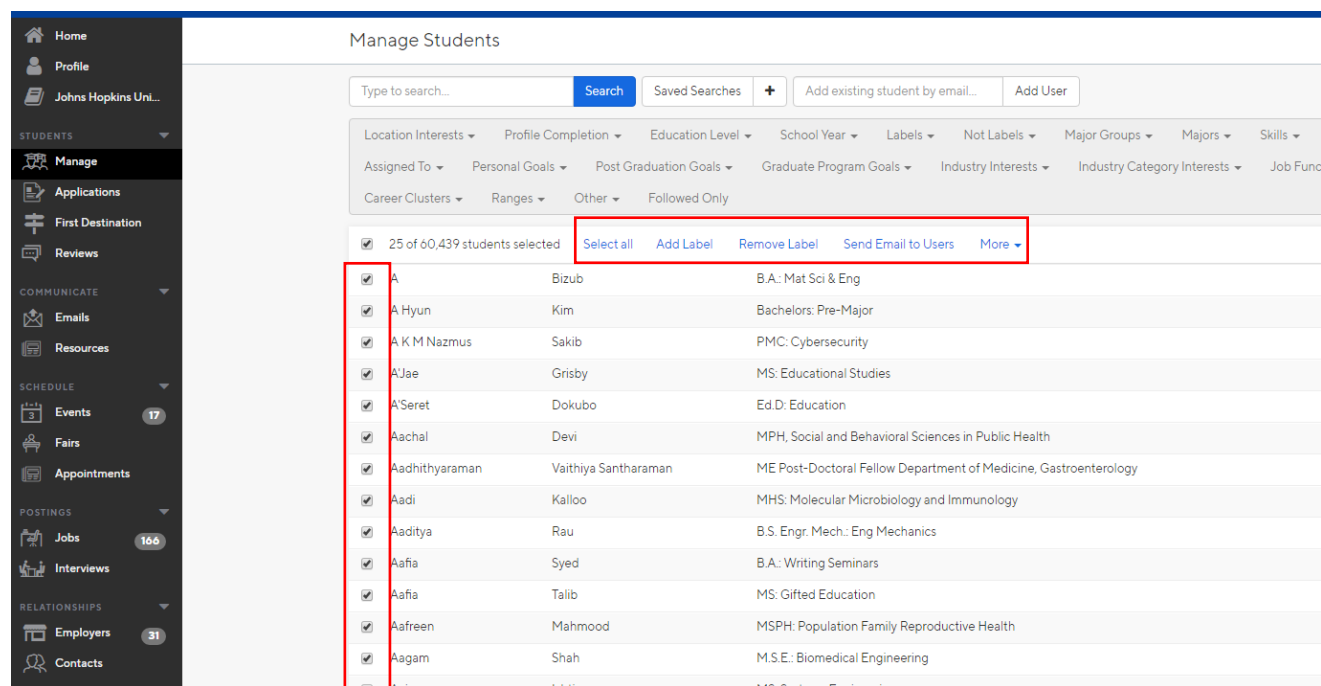 Home
Profile
Johns Hopkins Uni...
STUDENTS
Manage
Applications
First Destination
Reviews
COMMUNICATE
Emails
Resources
SCHEDULE
3 Events 17
Fairs
Appointments
POSTINGS
Jobs 166
Interviews
RELATIONSHIPS
Employers 31
Contacts
Manage Students
Type to search... Search Saved Searches + Add existing student by email... Add User
Location Interests Profile Completion Education Level School Year Labels Not Labels Major Groups Majors Skills
Assigned To Personal Goals Post Graduation Goals Graduate Program Goals Industry Interests Industry Category Interests Job Func
Career Clusters Ranges Other Followed Only
25 of 60,439 students selected Select all Add Label Remove Label Send Email to Users More
A Bizub B.A.: Mat Sci & Eng
A Hyun Kim Bachelors: Pre-Major
A K M Nazmus Sakib PMC: Cybersecurity
A'Jae Grisby MS: Educational Studies
A'Seret Dokubo Ed.D: Education
Aachal Devi MPH, Social and Behavioral Sciences in Public Health
Aadhithyaraman Vaithiya Santharaman ME Post-Doctoral Fellow Department of Medicine, Gastroenterology
Aadi Kalloo MHS: Molecular Microbiology and Immunology
Aaditya Rau B.S. Engr. Mech.: Eng Mechanics
Aafia Syed B.A.: Writing Seminars
Aafia Talib MS: Gifted Education
Aafreen Mahmood MSPH: Population Family Reproductive Health
Aagam Shah M.S.E.: Biomedical Engineering